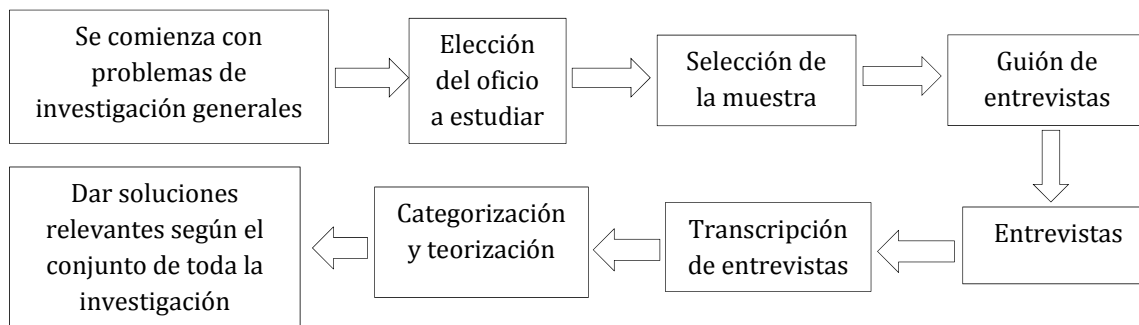 Se comienza con
problemas de
investigación generales
Elección
del oficio
a estudiar
Selección de
la muestra
Guión de
entrevistas
Entrevistas
Transcripción
de entrevistas
Categorización
y teorización
Dar soluciones
relevantes según el
conjunto de toda la
investigación